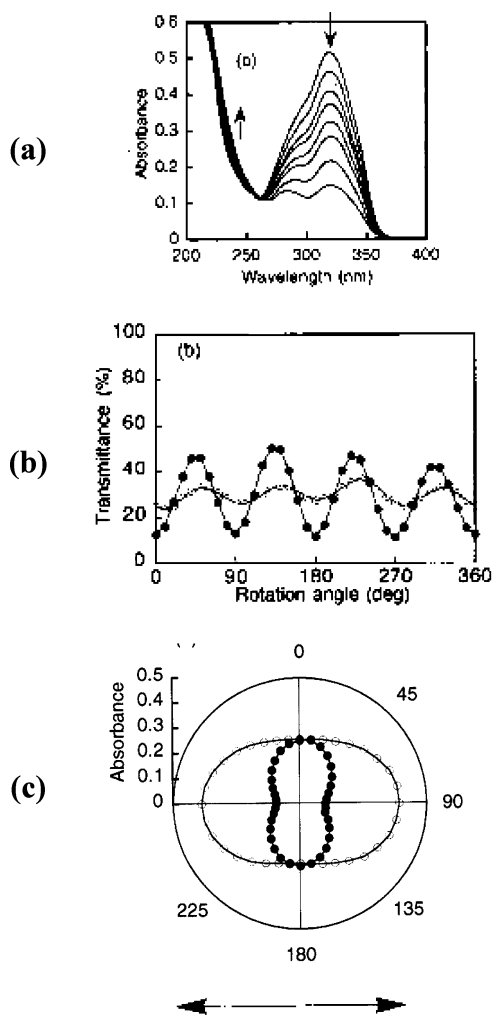 0.6
(a)
0.5
0.4
0.3
0.2
0.1
0
Absorbance
(a)
200 250 300 350 400
Wavelength (nm)
100
(b)
80
60
40
20
0
Transmittance (%)
(b)
0 90 180 270 360
Rotation angle (deg)
0
0.5
0.4
0.3
0.2
0.1
0
Absorbance
45
(c)
90
225
135
180